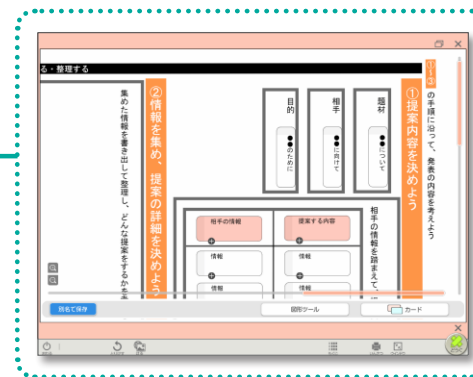 ①~③の手順に沿って、発表の内容を考えよう
①提案内容を決めよう
題材
●●について
相手
●●に向けて
目的
●●のために
相手の情報を踏まえて、
提案する内容
相手の情報
情報
情報
情報
情報
②情報を集め、提案の詳細を決めよう
集めた情報を書き出して整理し、どんな提案をするかを
る・整理する
別名で保存
図形ツール
カード